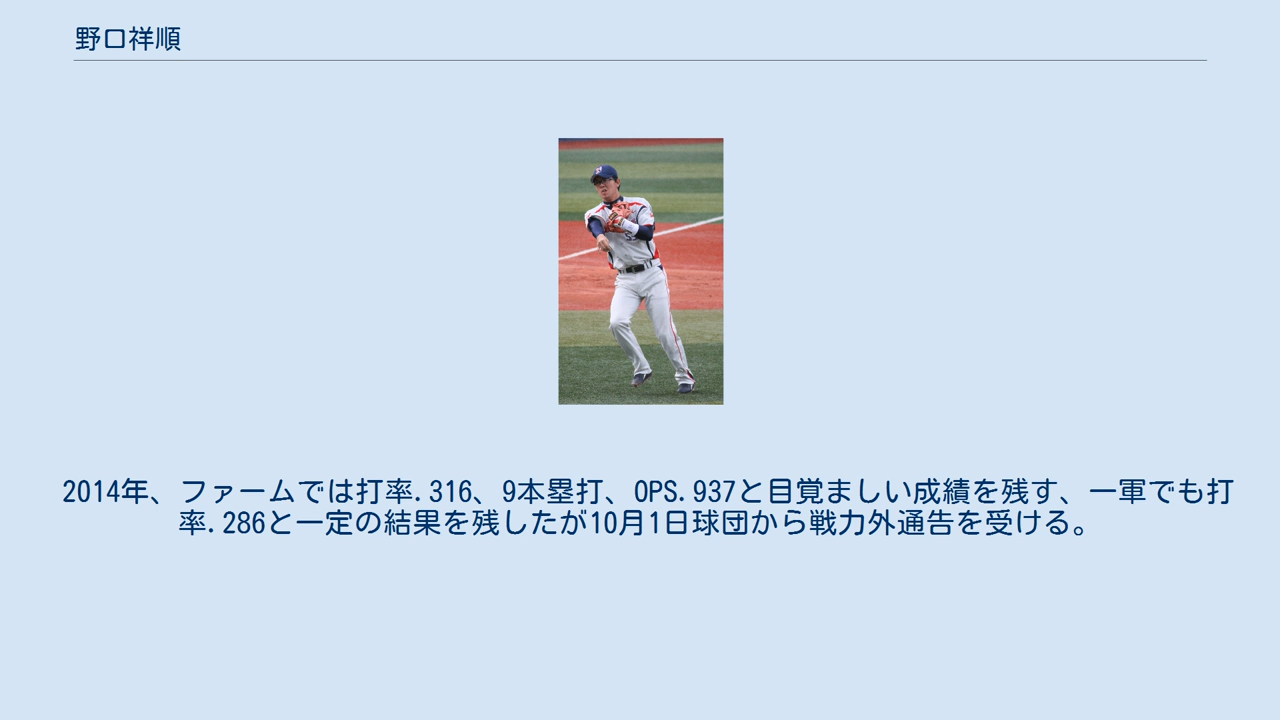 野口祥順
2014年、ファームでは打率.316、9本塁打、OPS.937と目覚ましい成績を残す、一軍でも打
率.286と一定の結果を残したが10月1日球団から戦力外通告を受ける。